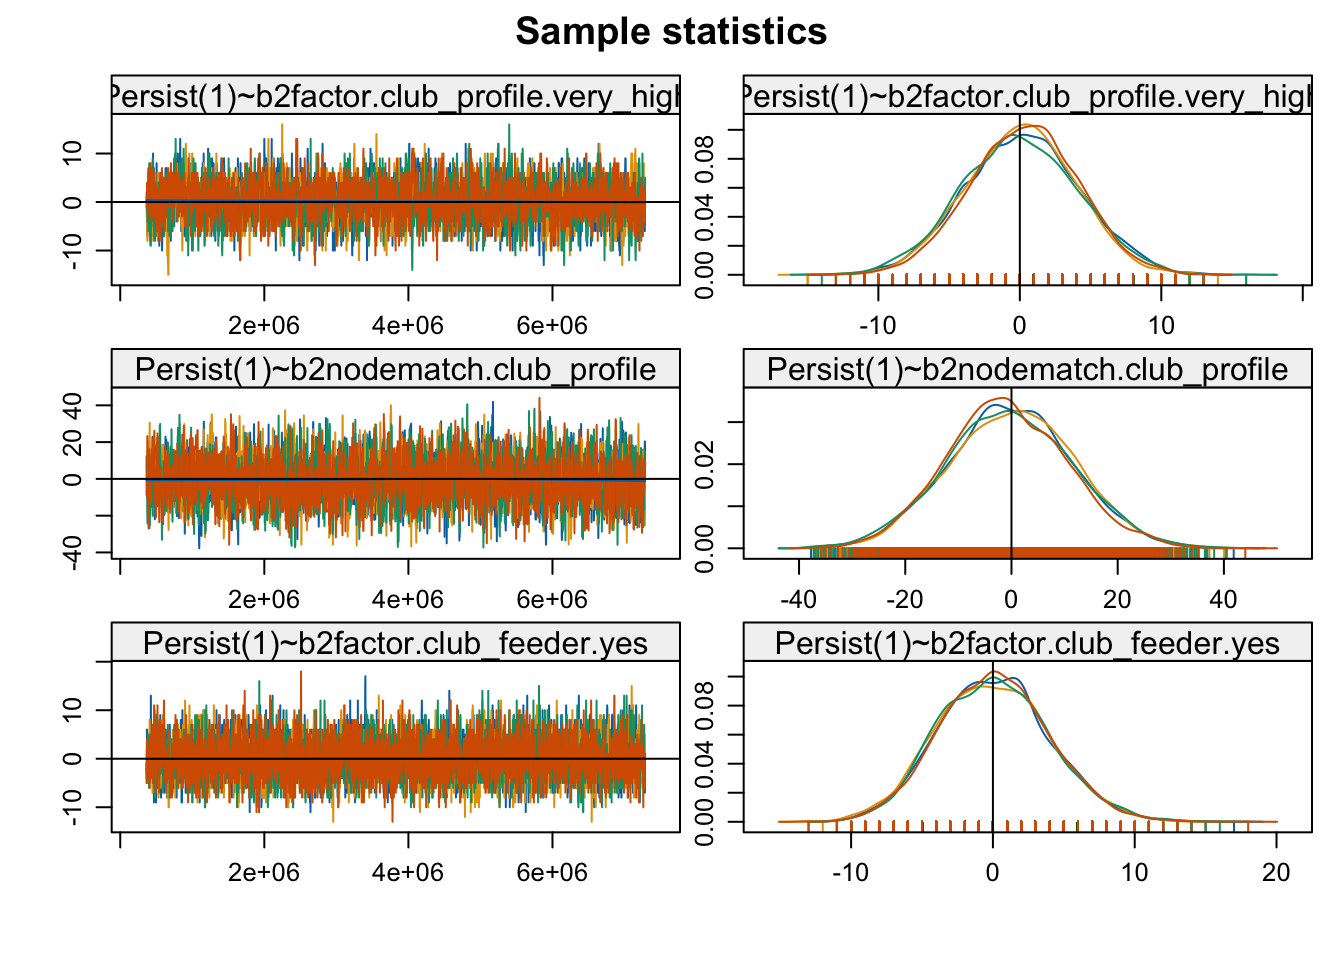 Sample statistics
Persist(1)~b2factor.club_profile.very_high
Persist(1)~b2factor.club_profile.very_high
10
0
-10
2e+06 4e+06 6e+06
0.08
0.04
0.00
-10 0 10
Persist(1)~b2nodematch.club_profile
Persist(1)~b2nodematch.club_profile
40
20
0
-40
2e+06 4e+06 6e+06
0.02
0.00
-40 -20 0 20 40
Persist(1)~b2factor.club_feeder.yes
Persist(1)~b2factor.club_feeder.yes
10
0
-10
2e+06 4e+06 6e+06
0.08
0.04
0.00
-10 0 10 20